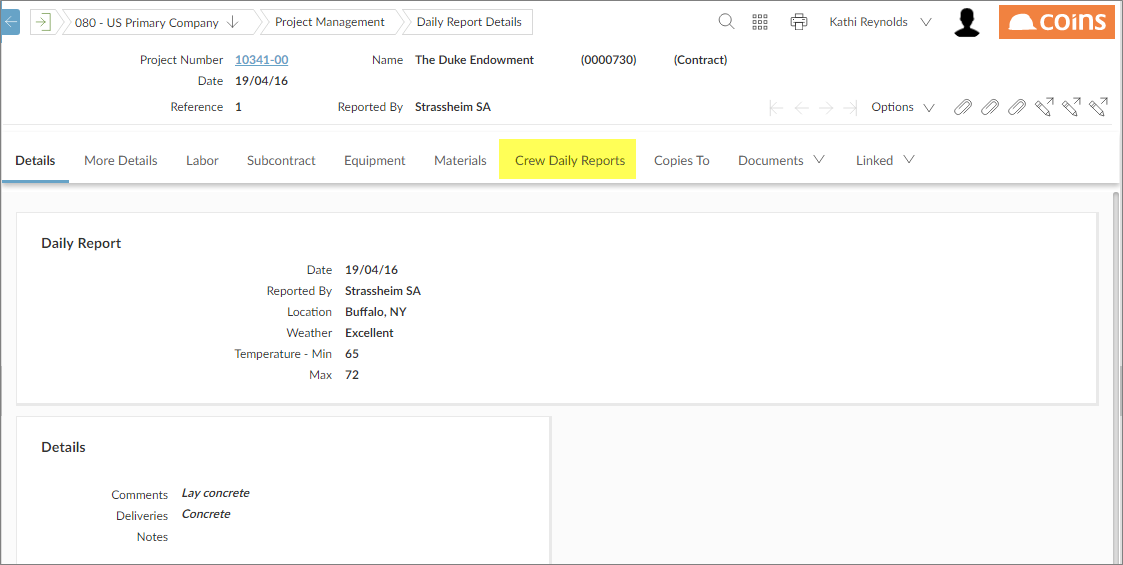 080 - US Primary Company Project Management Daily Report Details Kathi Reynolds coins
Project Number 10341-00 Name The Duke Endowment (0000730) (Contract)
Date 19/04/16
Reference 1 Reported By Strassheim SA Options
Details More Details Labor Subcontract Equipment Materials Crew Daily Reports Copies To Documents Linked
Daily Report
Date 19/04/16
Reported By Strassheim SA
Location Buffalo, NY
Weather Excellent
Temperature - Min 65
Max 72
Details
Comments Lay concrete
Deliveries Concrete
Notes